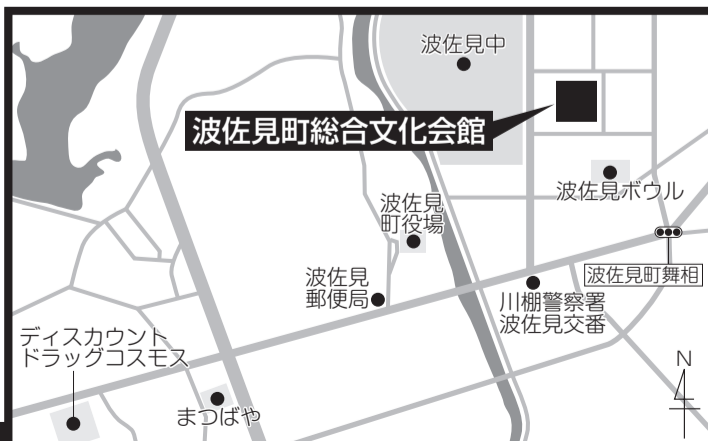 波佐見中
波佐見町総合文化会館
波佐見ボウル
波佐見
町役場
波佐見町舞相
波佐見
郵便局
川棚警察署
波佐見交番
ディスカウント
ドラッグコスモス
まつばや
N